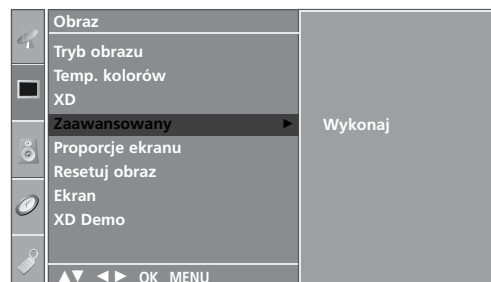 Obraz
Tryb obrazu
Temp. kolorów
XD
Zaawansowany ▶ Wykonaj
Proporcje ekranu
Resetuj obraz
Ekran
XD Demo
▲▼ ◀▶ OK MENU